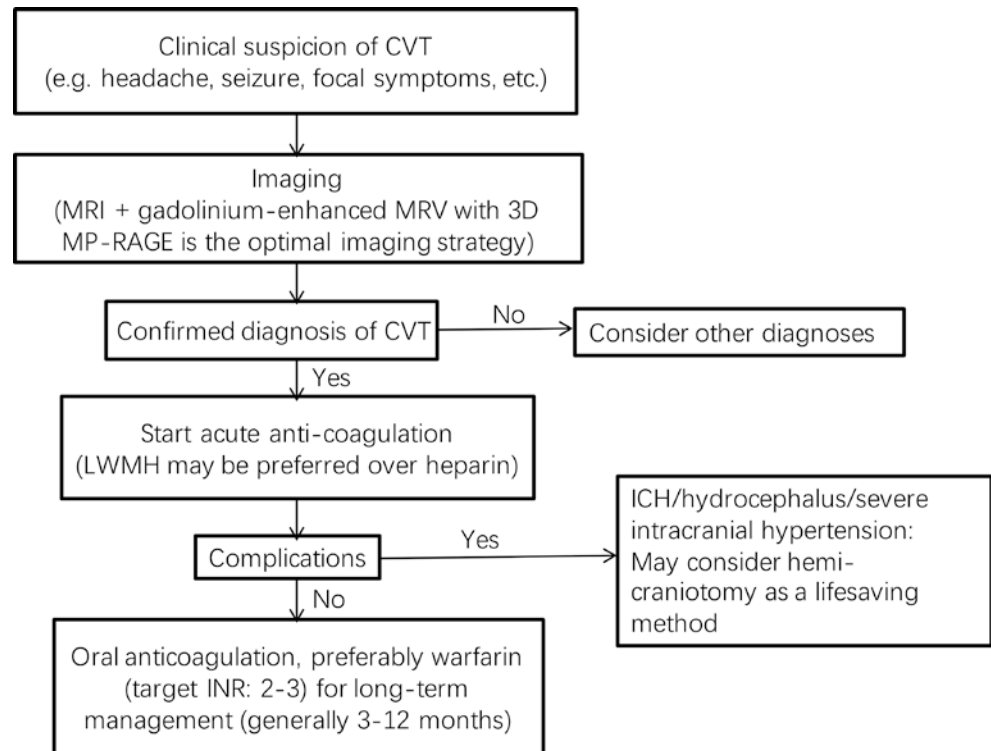 Clinical suspicion of CVT
(e.g. headache, seizure, focal symptoms, etc.)
Imaging
(MRI + gadolinium-enhanced MRV with 3D
MP-RAGE is the optimal imaging strategy)
Confirmed diagnosis of CVT
No
Consider other diagnoses
Yes
Start acute anti-coagulation
(LWMH may be preferred over heparin)
Complications
Yes
ICH/hydrocephalus/severe
intracranial hypertension:
May consider hemi-
craniotomy as a lifesaving
method
No
Oral anticoagulation, preferably warfarin
(target INR: 2-3) for long-term
management (generally 3-12 months)